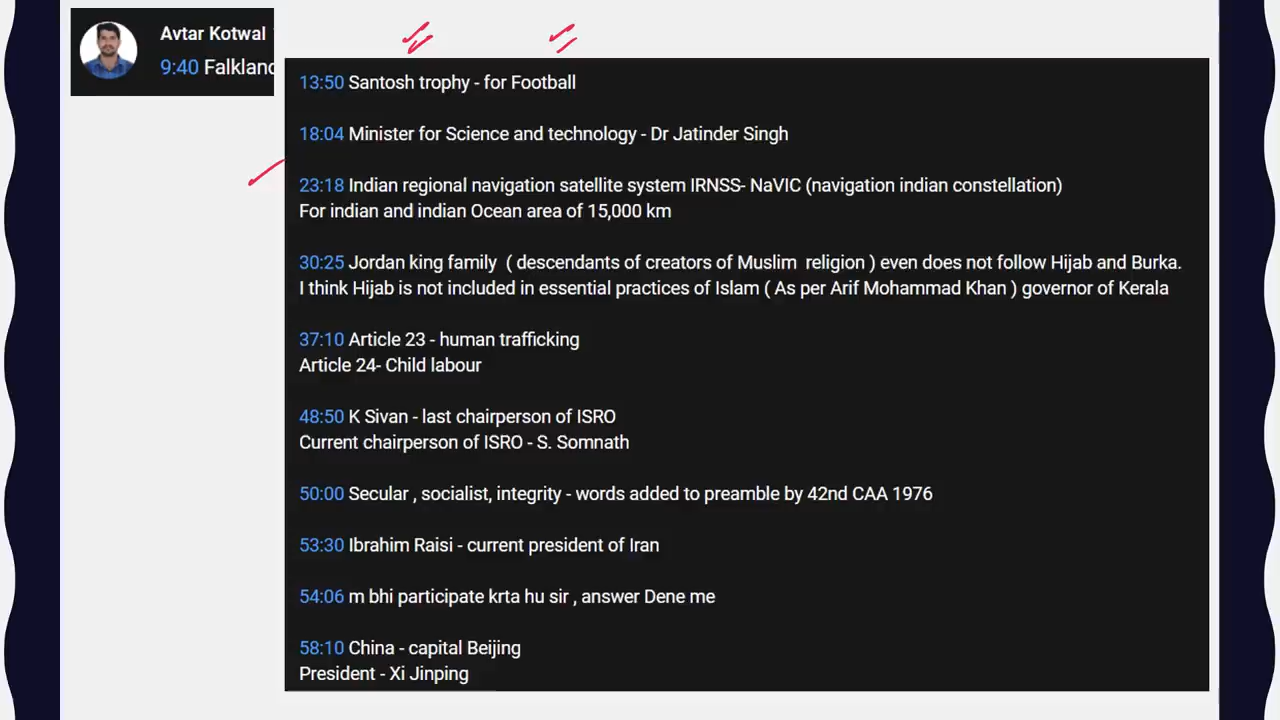 Avtar Kotwal
9:40 Falkland
13:50 Santosh trophy - for Football
18:04 Minister for Science and technology - Dr Jatinder Singh
23:18 Indian regional navigation satellite system IRNSS- NaVIC (navigation indian constellation)
For indian and indian Ocean area of 15,000 km
30:25 Jordan king family ( descendants of creators of Muslim religion ) even does not follow Hijab and Burka.
I think Hijab is not included in essential practices of Islam ( As per Arif Mohammad Khan ) governor of Kerala
37:10 Article 23 - human trafficking
Article 24- Child labour
48:50 K Sivan - last chairperson of ISRO
Current chairperson of ISRO - S. Somnath
50:00 Secular , socialist, integrity - words added to preamble by 42nd CAA 1976
53:30 Ibrahim Raisi - current president of Iran
54:06 m bhi participate krta hu sir , answer Dene me
58:10 China - capital Beijing
President - Xi Jinping